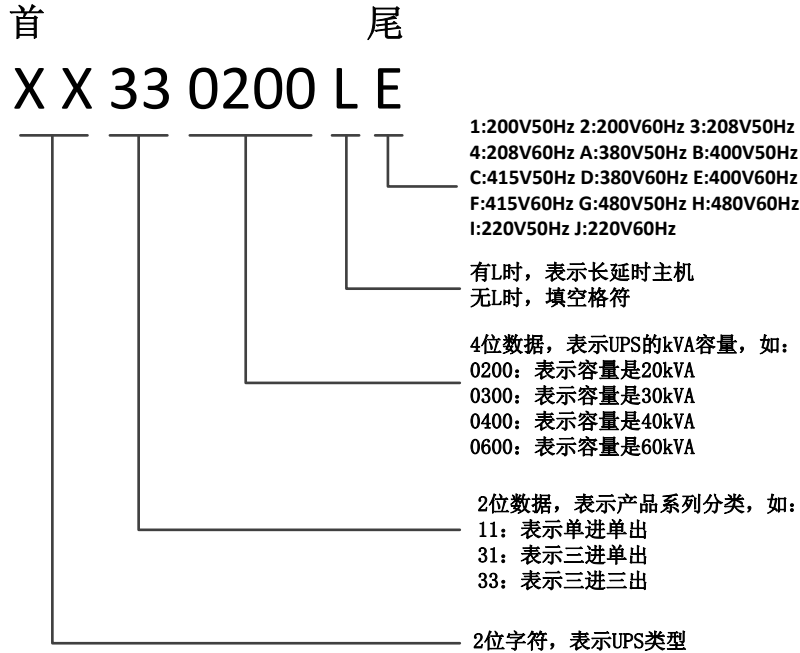 首 尾
X X 33 0200 L E
1:200V50Hz 2:200V60Hz 3:208V50Hz
4:208V60Hz A:380V50Hz B:400V50Hz
C:415V50Hz D:380V60Hz E:400V60Hz
F:415V60Hz G:480V50Hz H:480V60Hz
I:220V50Hz J:220V60Hz
有L时，表示长延时主机
无L时，填空格符
4位数据，表示UPS的kVA容量，如：
0200：表示容量是20kVA
0300：表示容量是30kVA
0400：表示容量是40kVA
0600：表示容量是60kVA
2位数据，表示产品系列分类，如：
11：表示单进单出
31：表示三进单出
33：表示三进三出
2位字符，表示UPS类型